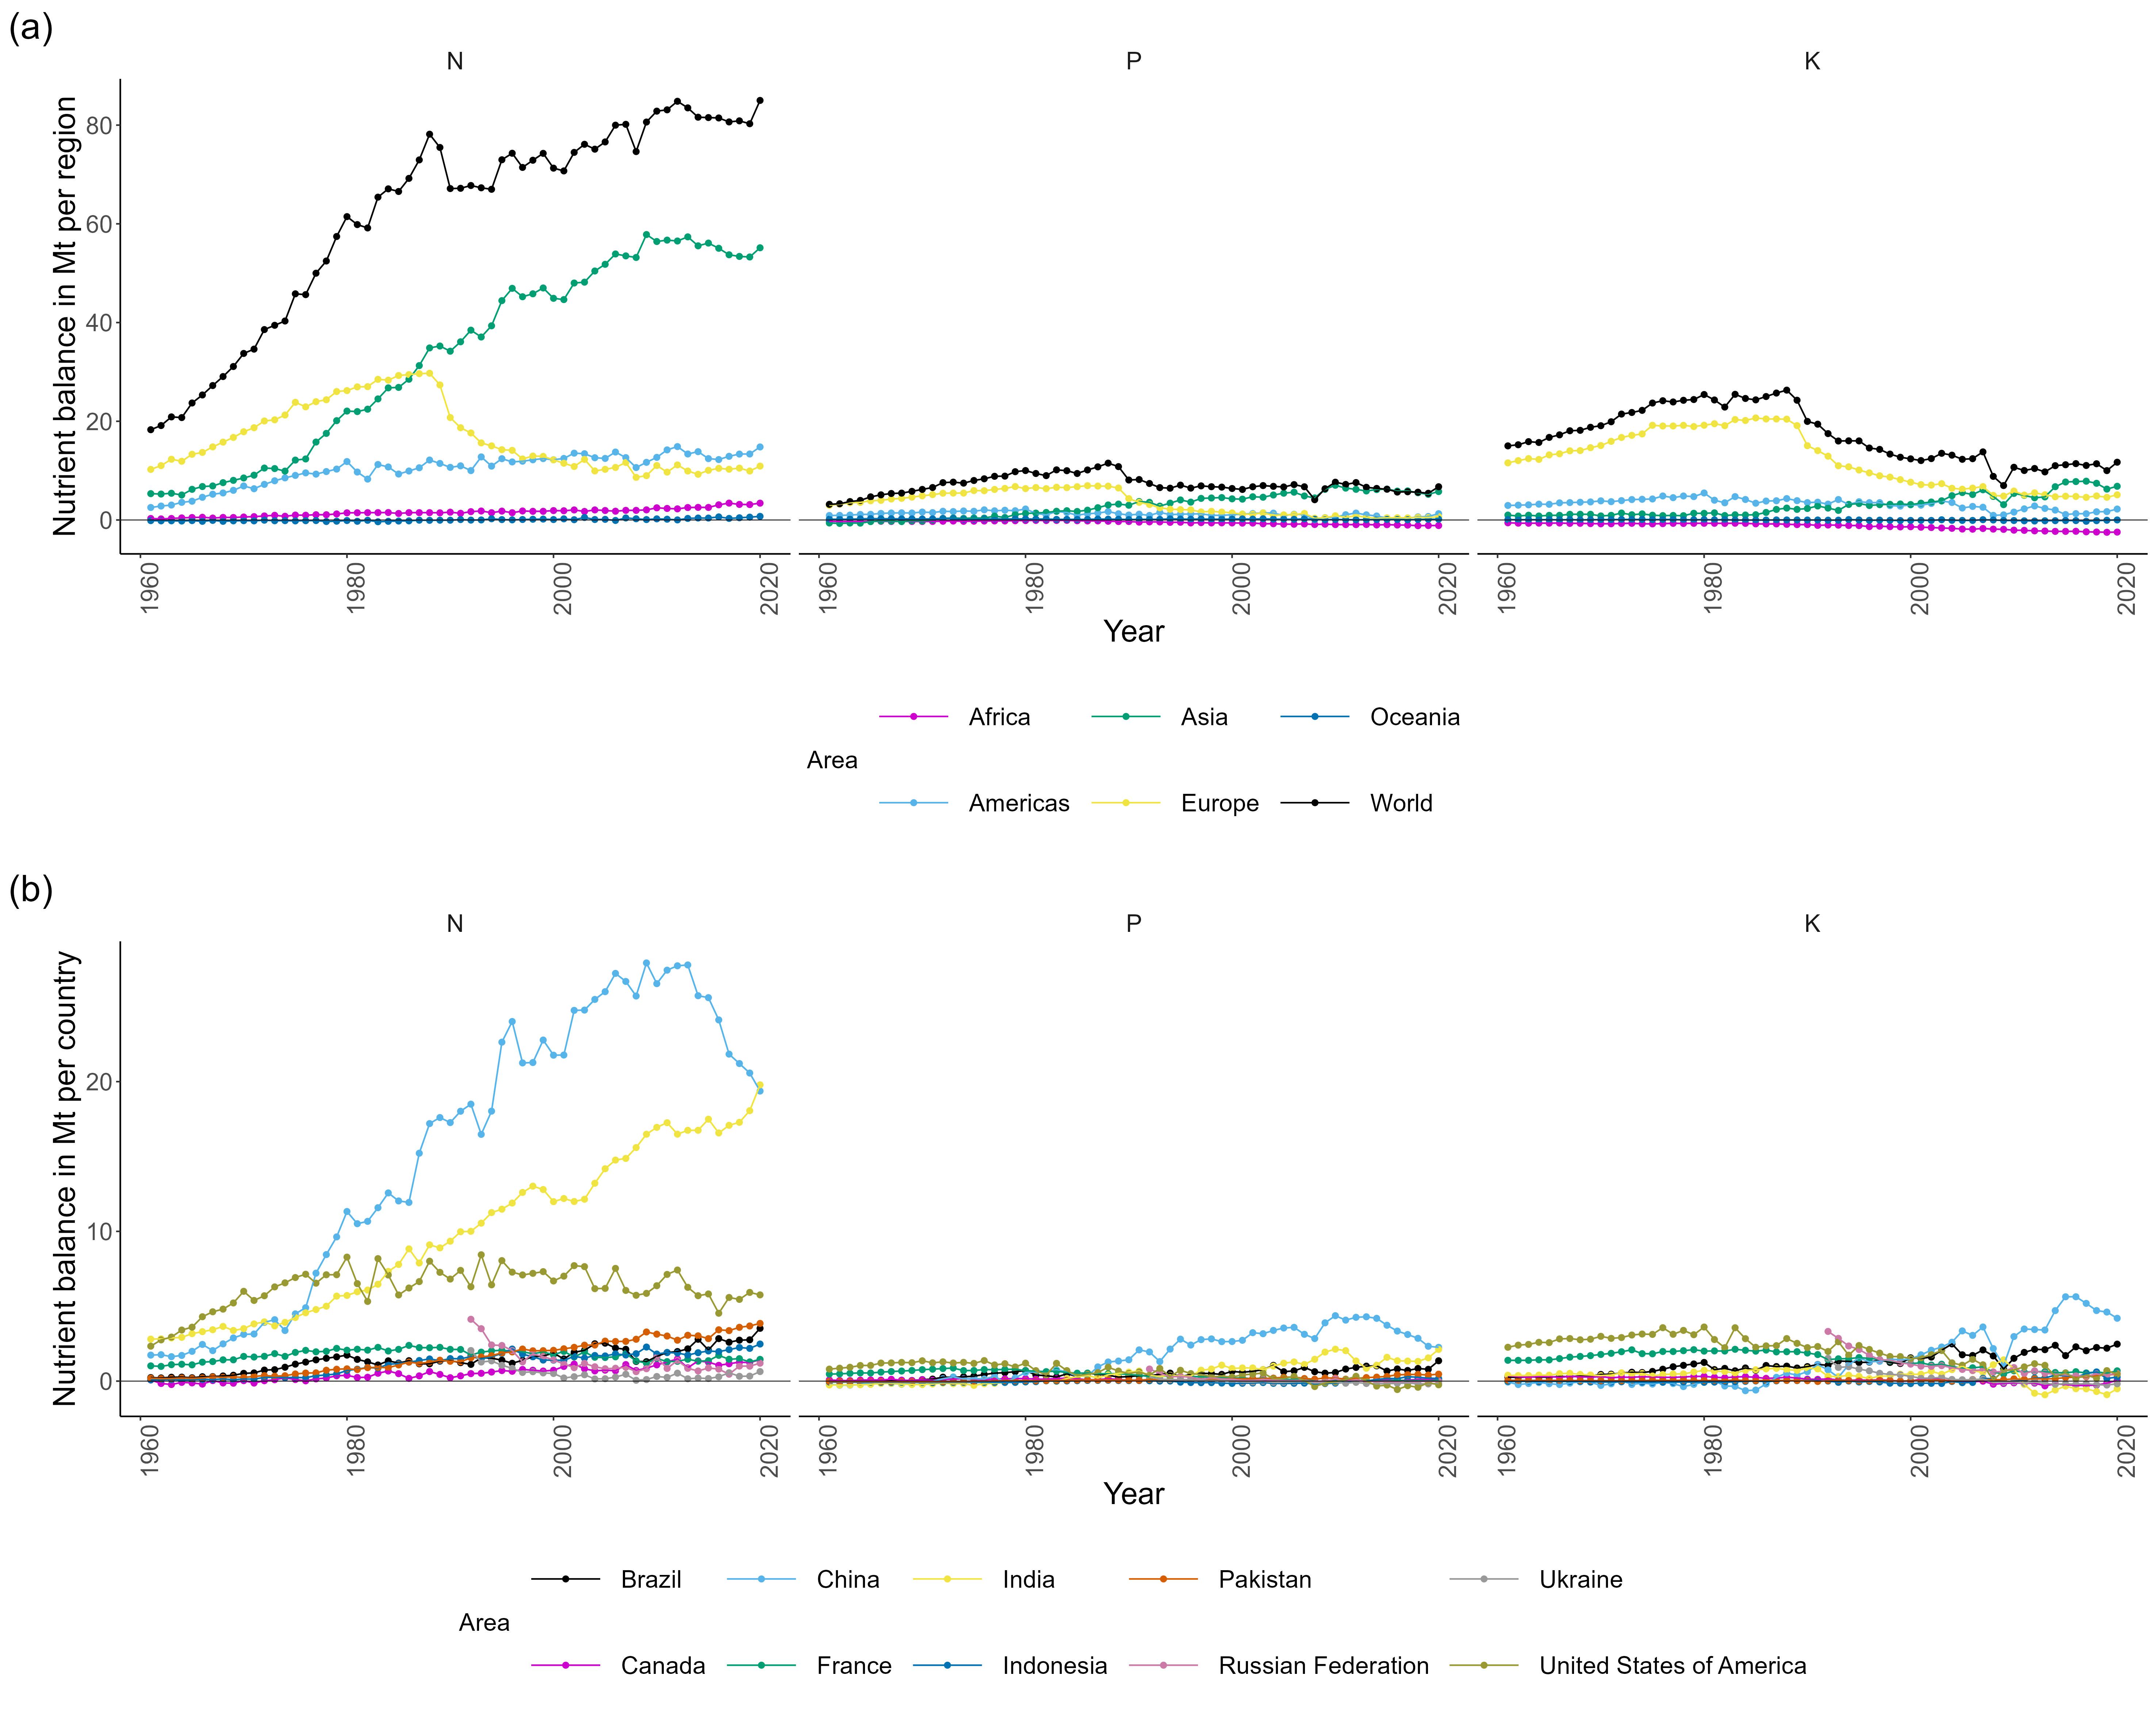 (a)
N P K
Nutrient balance in Mt per region
80
60
40
20
0
1960 1980 2000 2020 1960 1980 2000 2020 1960 1980 2000 2020
Year
Africa Asia Oceania
Area
Americas Europe World
(b)
N P K
Nutrient balance in Mt per country
20
10
0
1960 1980 2000 2020 1960 1980 2000 2020 1960 1980 2000 2020
Year
Brazil China India Pakistan Ukraine
Area
Canada France Indonesia Russian Federation United States of America